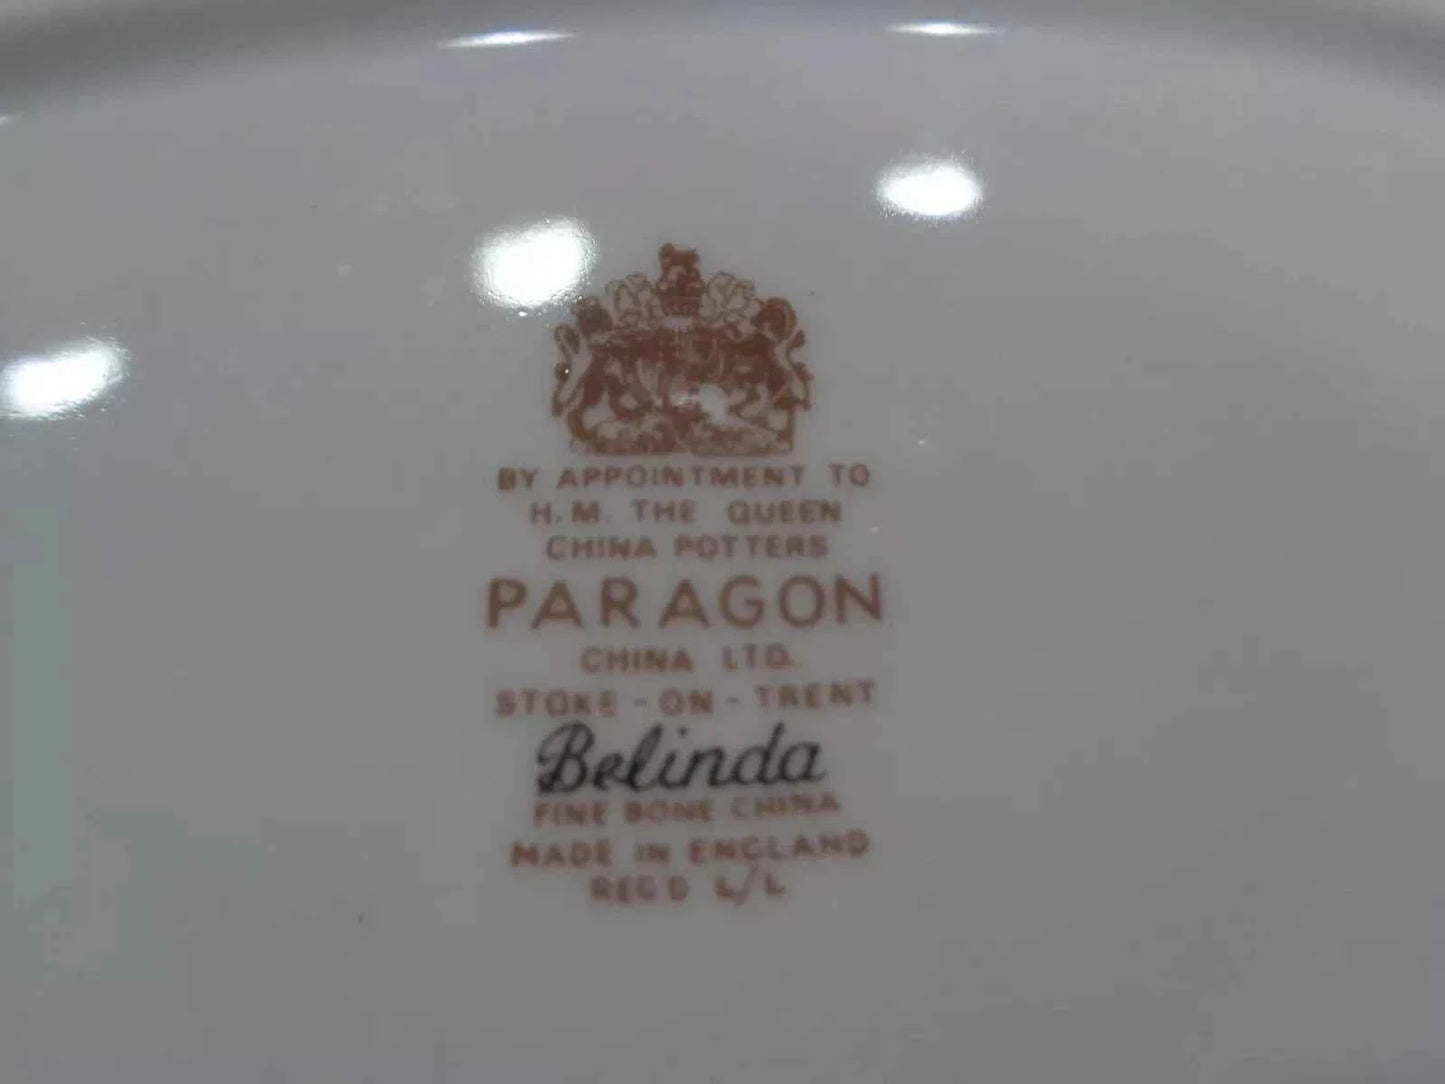 BY APPOINTMENT TO
H.M. THE QUEEN
CHINA POTTERS
PARAGON
CHINA LTD.
STOKE-ON-TRENT
Belinda
FINE BONE CHINA
MADE IN ENGLAND
REG'D